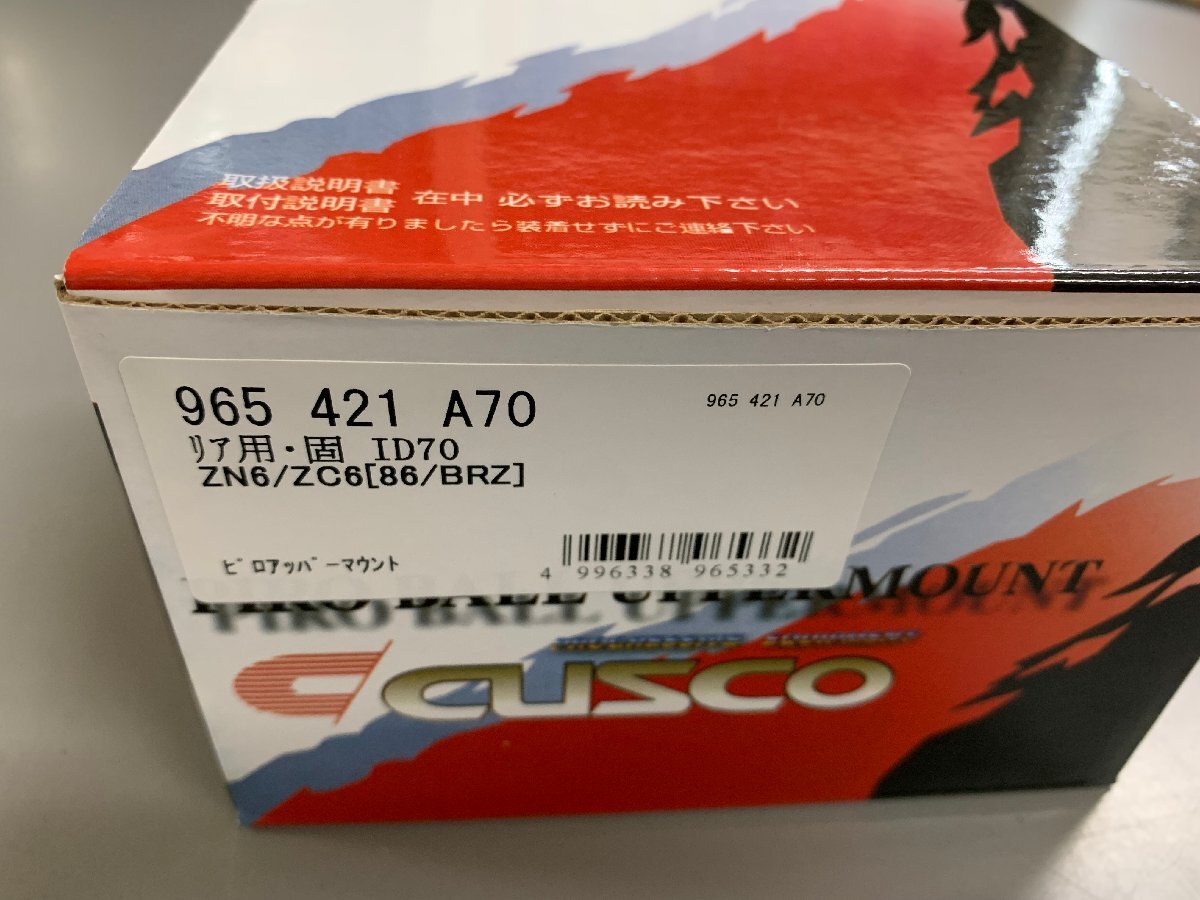 取扱説明書
取付説明書 在中 必ずお読み下さい
不明な点が有りましたら装着せずにご連絡下さい
965 421 A70
965 421 A70
ﾘｱ用・固 ID70
ZN6/ZC6[86/BRZ]
ﾋﾟﾛｱｯﾊﾟｰﾏｳﾝﾄ
4 996338 965332
BALL UPPERMOUNT
CUSCO